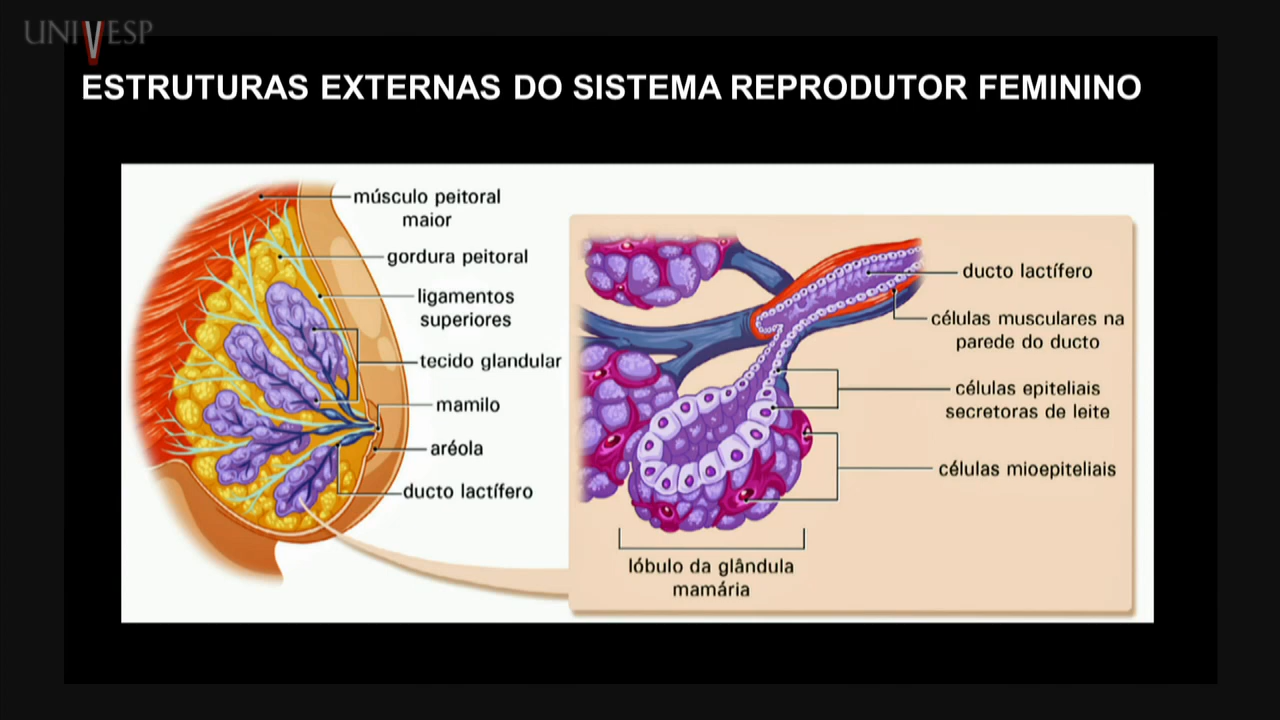 UNIVESP
ESTRUTURAS EXTERNAS DO SISTEMA REPRODUTOR FEMININO
músculo peitoral
maior
gordura peitoral
ligamentos
superiores
tecido glandular
mamilo
aréola
ducto lactífero
ducto lactífero
células musculares na
parede do ducto
células epiteliais
secretoras de leite
células mioepiteliais
lóbulo da glândula
mamária